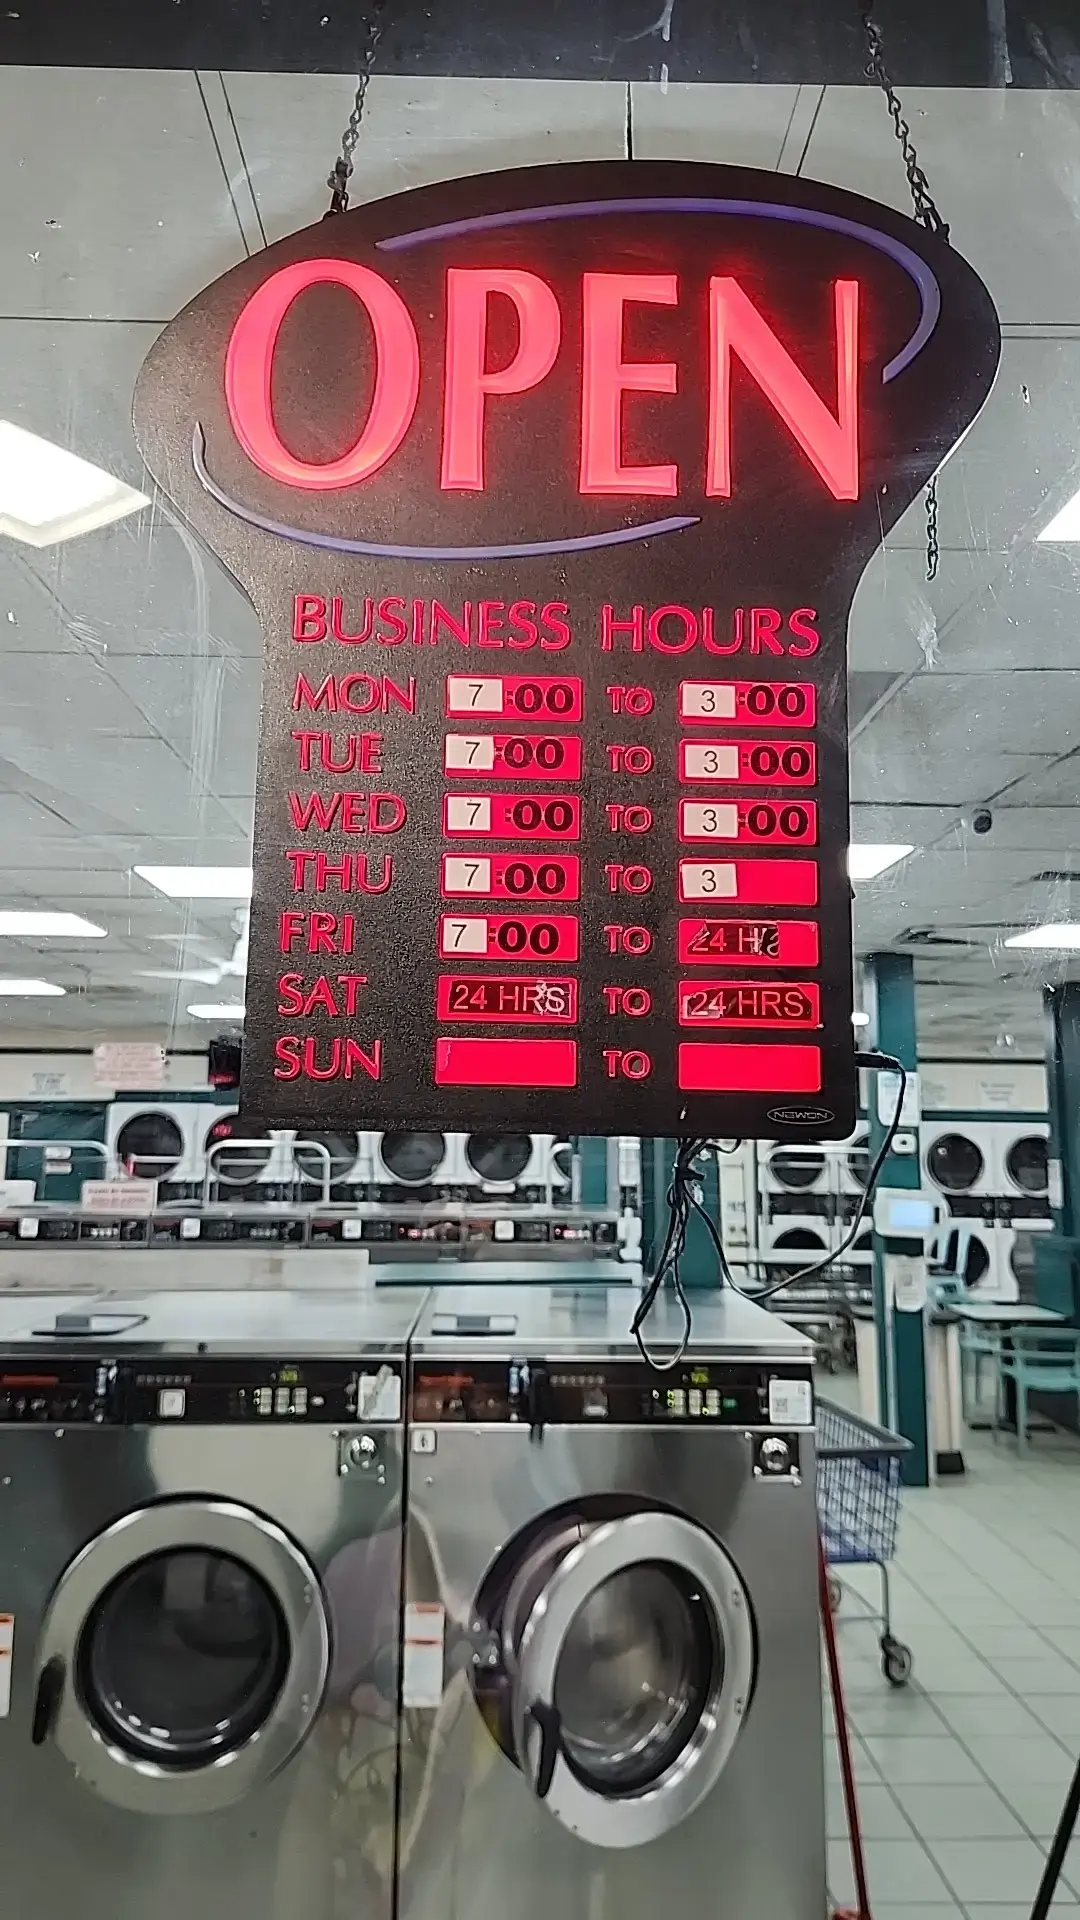 OPEN
BUSINESS HOURS
MON 7:00 TO 3:00
TUE 7:00 TO 3:00
WED 7:00 TO 3:00
THU 7:00 TO 3
FRI 7:00 TO 24 HR
SAT 24 HRS TO 24 HRS
SUN TO
NEWON